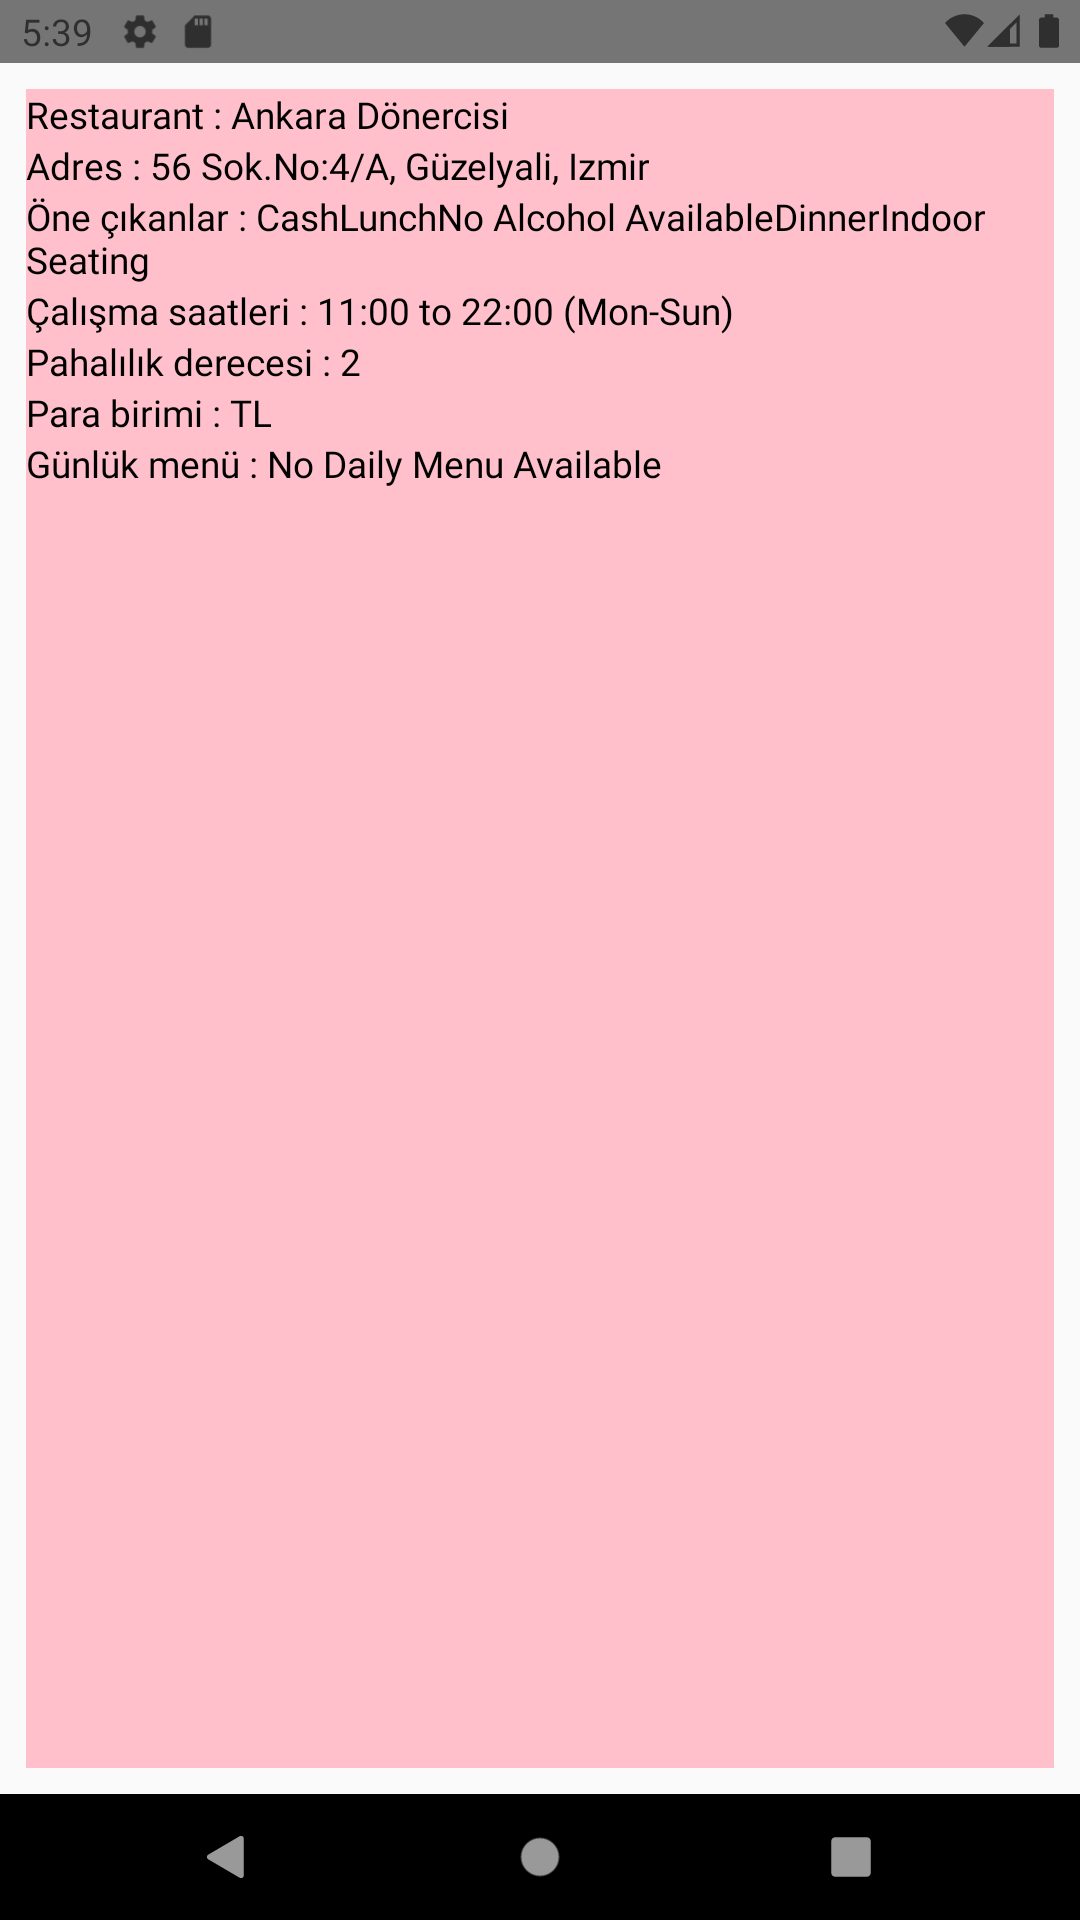 5:39
Restaurant : Ankara Dönercisi
Adres : 56 Sok.No:4/A, Güzelyali, Izmir
Öne çıkanlar : CashLunchNo Alcohol AvailableDinnerIndoor
Seating
Çalışma saatleri : 11:00 to 22:00 (Mon-Sun)
Pahalılık derecesi : 2
Para birimi : TL
Günlük menü : No Daily Menu Available